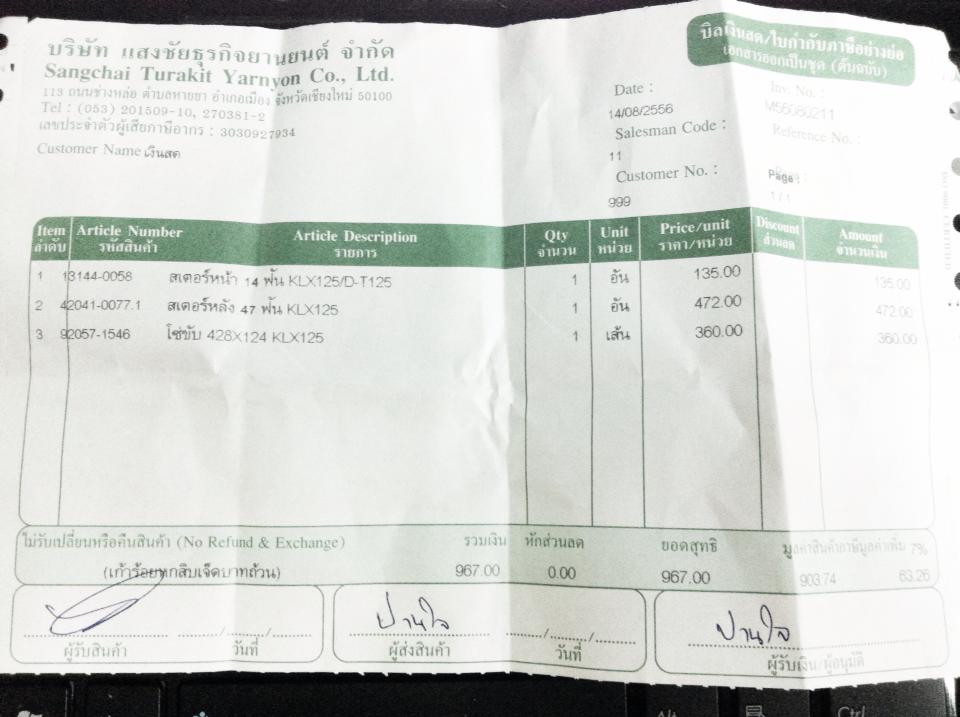 บริษัท แสงชัยธุรกิจยานยนต์ จำกัด
Sangchai Turakit Yarnyon Co., Ltd.
113 ถนนช่างหล่อ ตำบลหายยา อำเภอเมือง จังหวัดเชียงใหม่ 50100
Tel : (053) 201509-10, 270381-2
เลขประจำตัวผู้เสียภาษีอากร : 3030927934
Customer Name เงินสด
บิลเงินสด/ใบกำกับภาษีอย่างย่อ
เอกสารออกเป็นชุด (ต้นฉบับ)
Date : Inv. No. :
14/08/2556 M56080211
Salesman Code : Reference No. :
11
Customer No. : Page :
999 1 / 1
Item Article Number Article Description Qty Unit Price/unit Discount Amount
ลำดับ รหัสสินค้า รายการ จำนวน หน่วย ราคา/หน่วย ส่วนลด จำนวนเงิน
1 13144-0058 สเตอร์หน้า 14 ฟัน KLX125/D-T125 1 อัน 135.00 135.00
2 42041-0077.1 สเตอร์หลัง 47 ฟัน KLX125 1 อัน 472.00 472.00
3 92057-1546 โซ่ขับ 428X124 KLX125 1 เส้น 360.00 360.00
ไม่รับเปลี่ยนหรือคืนสินค้า (No Refund & Exchange) รวมเงิน หักส่วนลด ยอดสุทธิ มูลค่าสินค้าภาษีมูลค่าเพิ่ม 7%
(เก้าร้อยหกสิบเจ็ดบาทถ้วน) 967.00 0.00 967.00 903.74 63.26
ปานใจ ปานใจ
ผู้รับสินค้า วันที่ ผู้ส่งสินค้า วันที่ ผู้รับเงิน/ผู้อนุมัติ